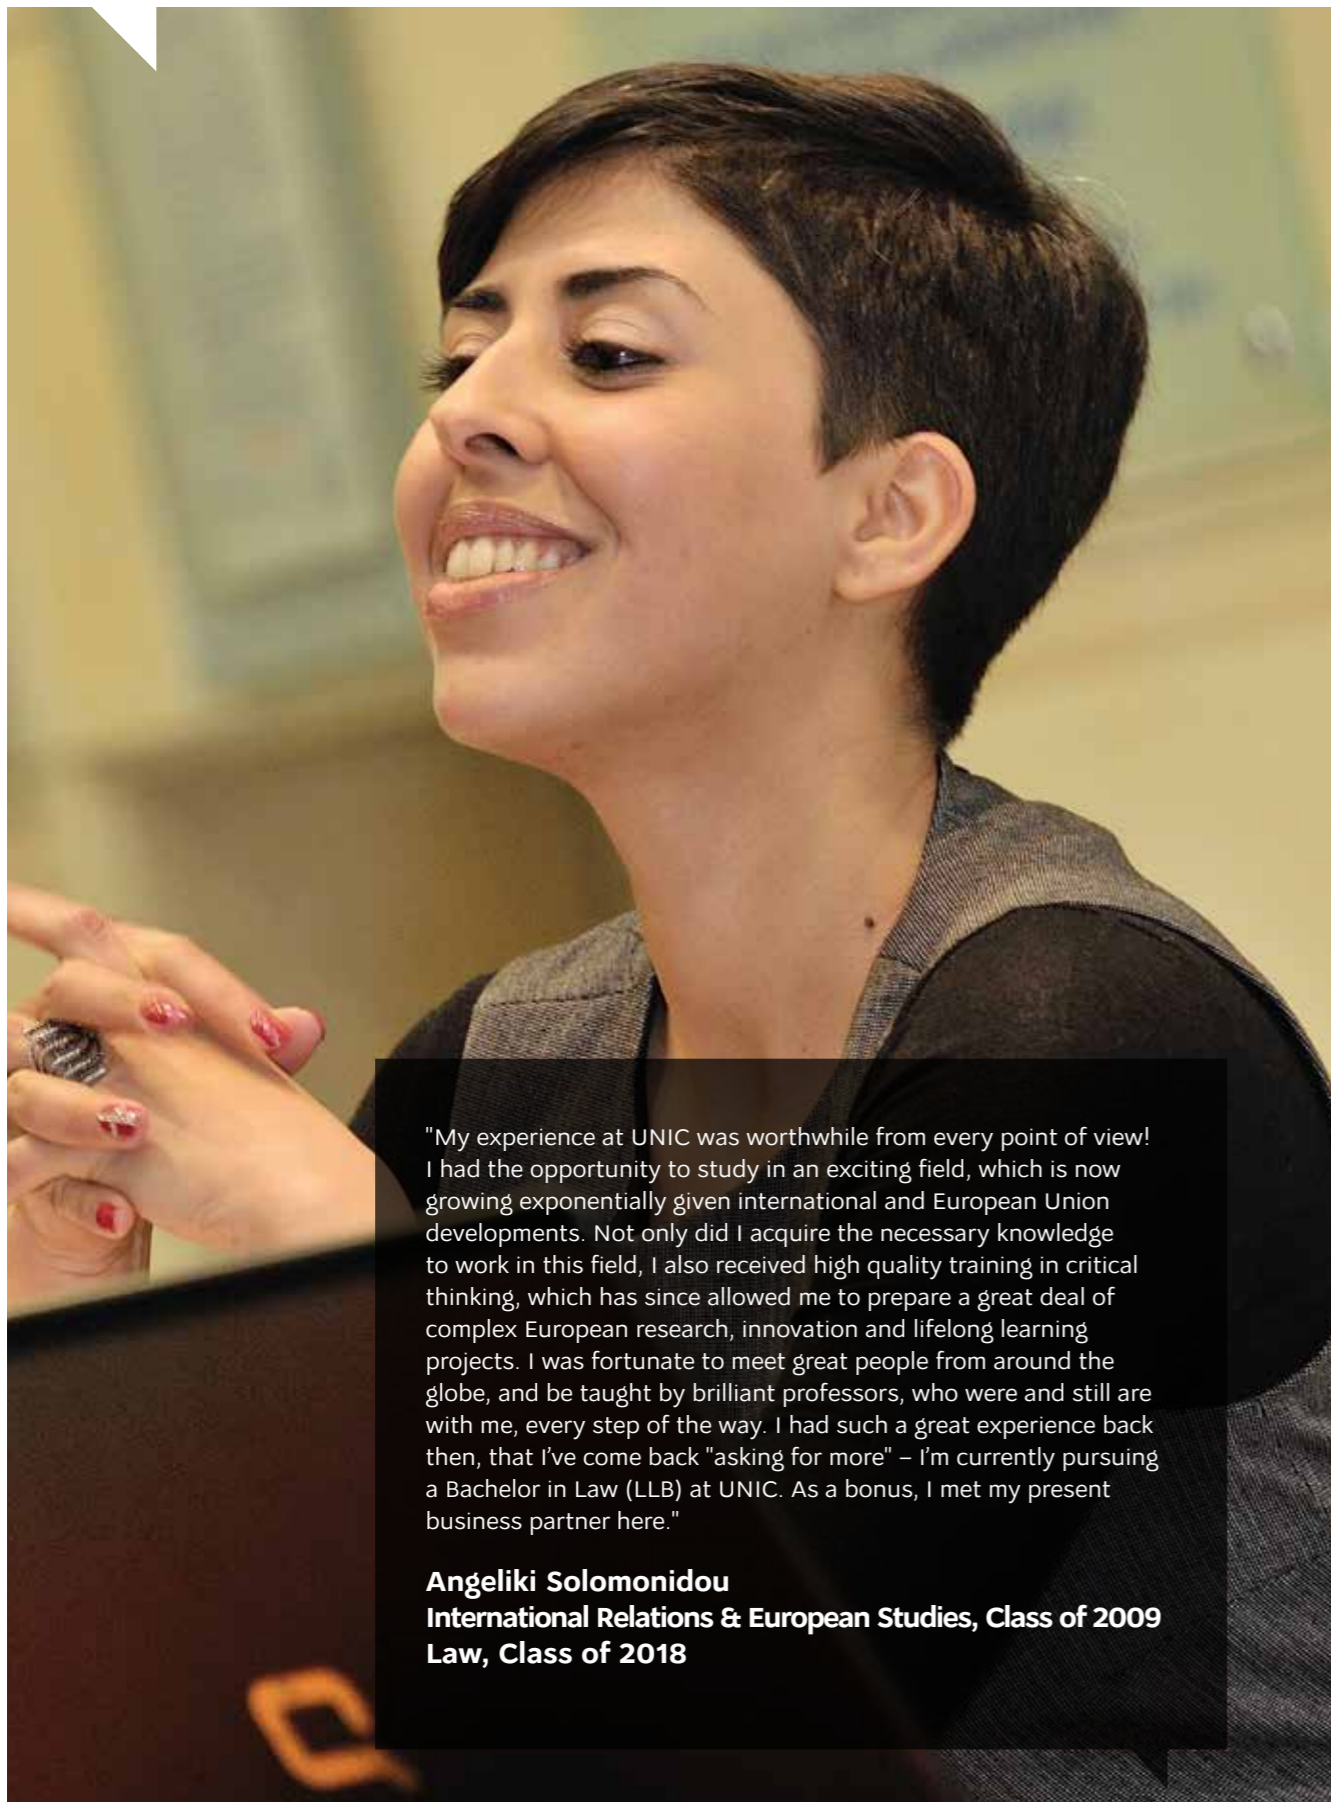 "My experience at UNIC was worthwhile from every point of view!
I had the opportunity to study in an exciting field, which is now
growing exponentially given international and European Union
developments. Not only did I acquire the necessary knowledge
to work in this field, I also received high quality training in critical
thinking, which has since allowed me to prepare a great deal of
complex European research, innovation and lifelong learning
projects. I was fortunate to meet great people from around the
globe, and be taught by brilliant professors, who were and still are
with me, every step of the way. I had such a great experience back
then, that I’ve come back "asking for more" – I’m currently pursuing
a Bachelor in Law (LLB) at UNIC. As a bonus, I met my present
business partner here."
Angeliki Solomonidou
International Relations & European Studies, Class of 2009
Law, Class of 2018